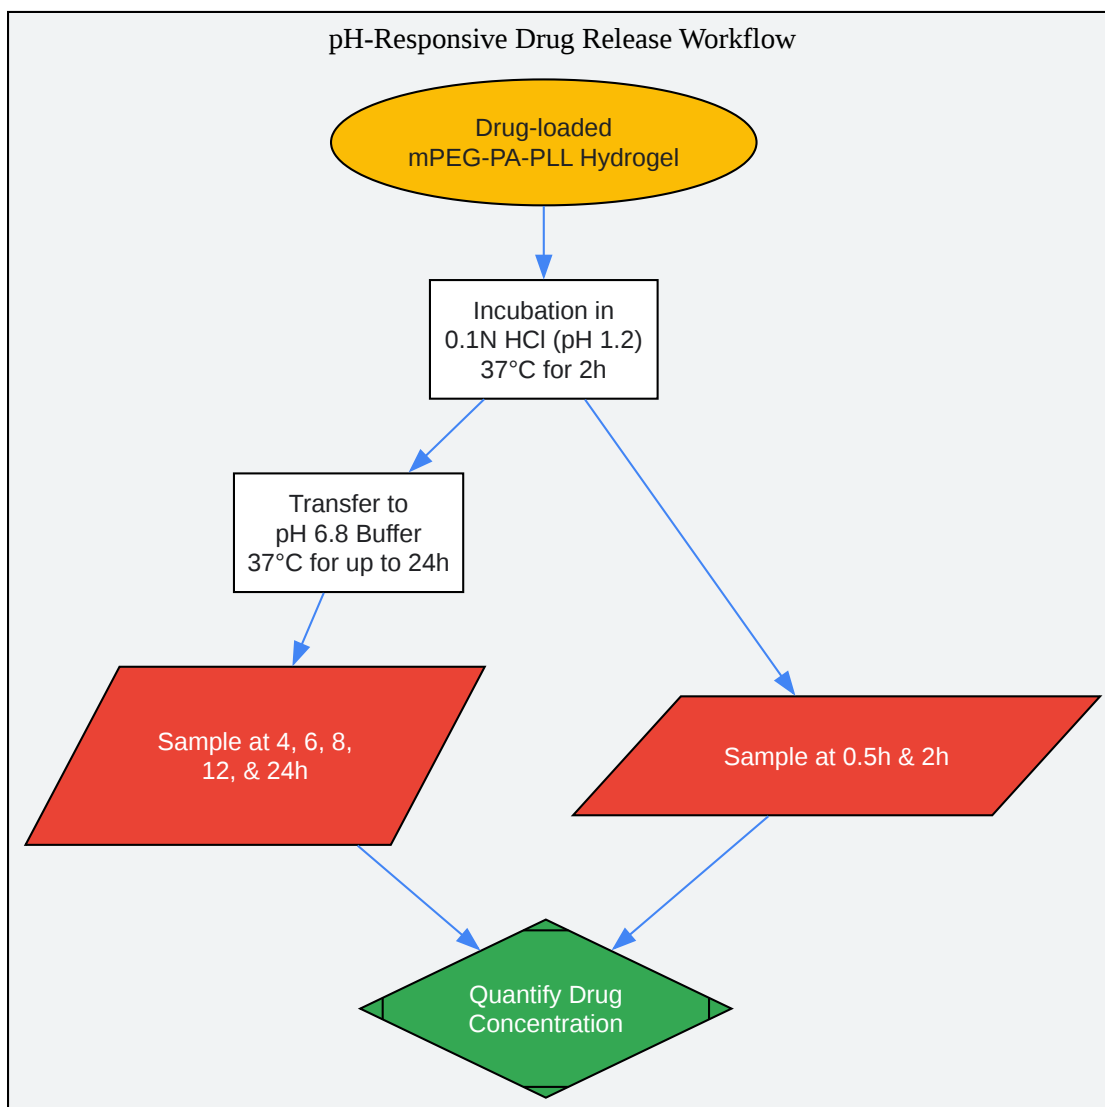 pH-Responsive Drug Release Workflow
Drug-loaded
mPEG-PA-PLL Hydrogel
Incubation in
0.1N HCl (pH 1.2)
37°C for 2h
Transfer to
pH 6.8 Buffer
37°C for up to 24h
Sample at 4, 6, 8,
12, & 24h
Sample at 0.5h & 2h
Quantify Drug
Concentration